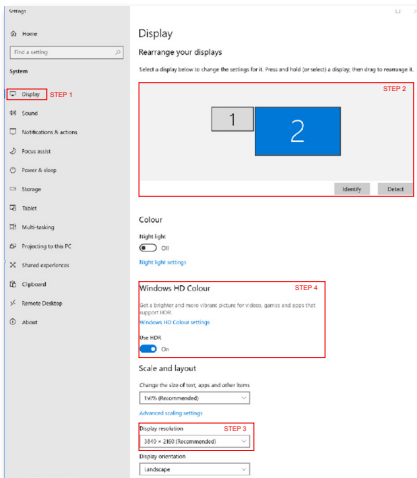 Settings
Home
Find a setting
System
Display
STEP 1
Sound
Notifications & actions
Focus assist
Power & sleep
Storage
Tablet
Multi-tasking
Projecting to this PC
Shared experiences
Clipboard
Remote Desktop
About
Display
Rearrange your displays
Select a display below to change the settings for it. Press and hold (or select) a display, then drag to rearrange it.
STEP 2
1
2
Identify
Detect
Colour
Night light
Off
Night light settings
Windows HD Colour
STEP 4
Get a brighter and more vibrant picture for videos, games and apps that
support HDR.
Windows HD Colour settings
Use HDR
On
Scale and layout
Change the size of text, apps and other items
150% (Recommended)
Advanced scaling settings
Display resolution
STEP 3
3840 × 2160 (Recommended)
Display orientation
Landscape